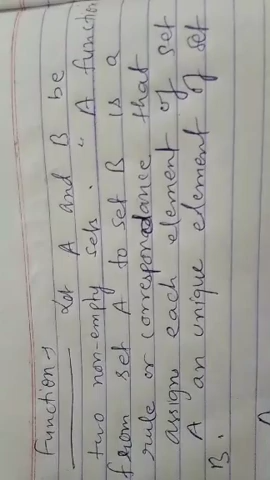 Function →
Let A and B be
two non-empty sets. " A function
from set A to set B is a
rule or correspondance that
assigns each element of set
A an unique element of set
B.